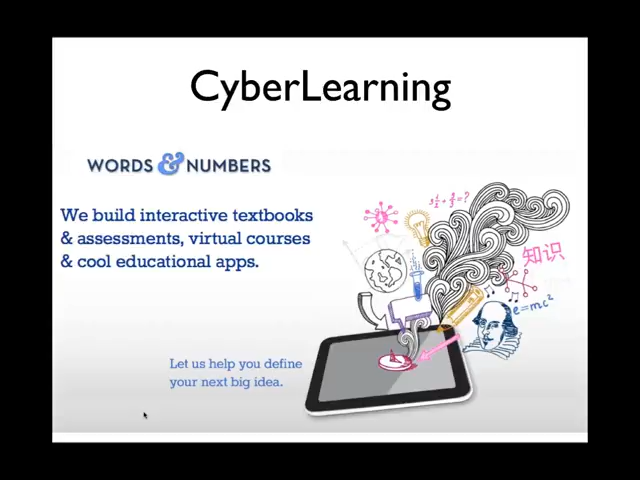 CyberLearning
WORDS & NUMBERS
We build interactive textbooks
& assessments, virtual courses
& cool educational apps.
知识
e=mc²
Let us help you define
your next big idea.